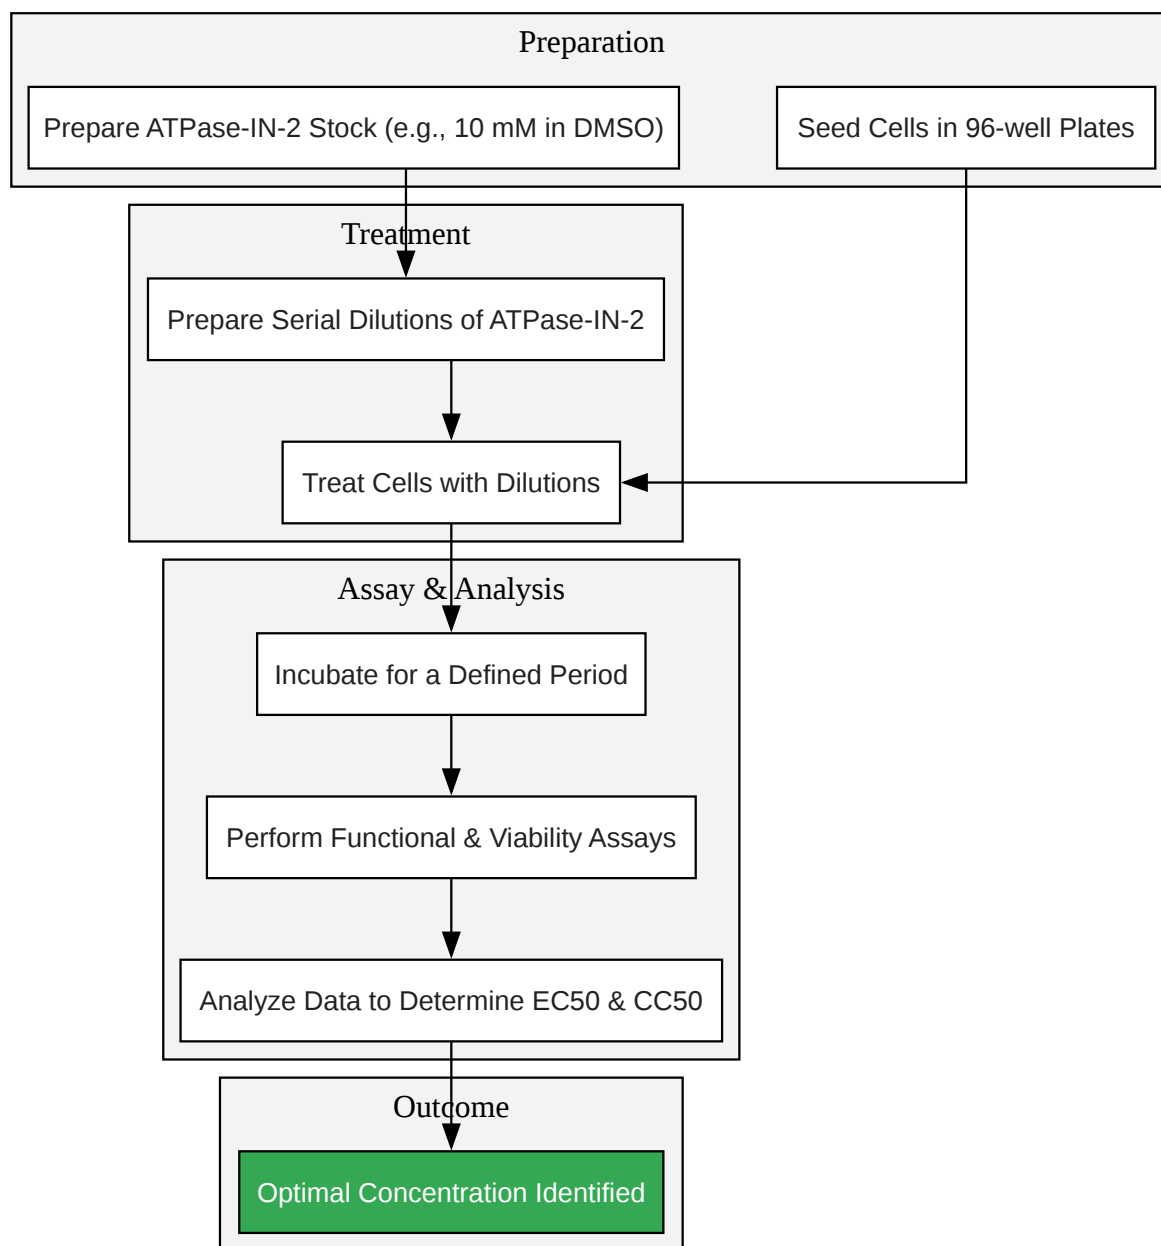 Preparation
Prepare ATPase-IN-2 Stock (e.g., 10 mM in DMSO)
Seed Cells in 96-well Plates
Treatment
Prepare Serial Dilutions of ATPase-IN-2
Treat Cells with Dilutions
Assay & Analysis
Incubate for a Defined Period
Perform Functional & Viability Assays
Analyze Data to Determine EC50 & CC50
Outcome
Optimal Concentration Identified